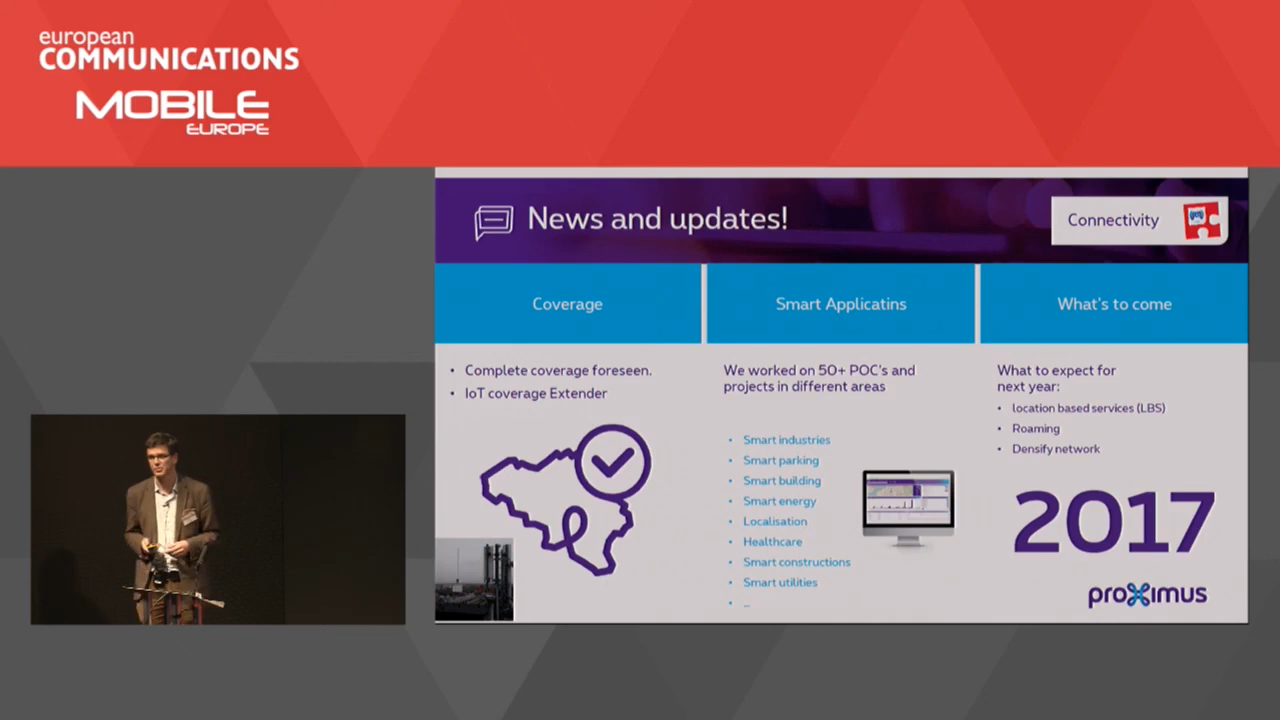 european
COMMUNICATIONS
MOBILE
EUROPE
News and updates!
Connectivity
Coverage
Smart Applicatins
What's to come
• Complete coverage foreseen.
• IoT coverage Extender
We worked on 50+ POC's and
projects in different areas
• Smart industries
• Smart parking
• Smart building
• Smart energy
• Localisation
• Healthcare
• Smart constructions
• Smart utilities
• ...
What to expect for
next year:
• location based services (LBS)
• Roaming
• Densify network
2017
proximus